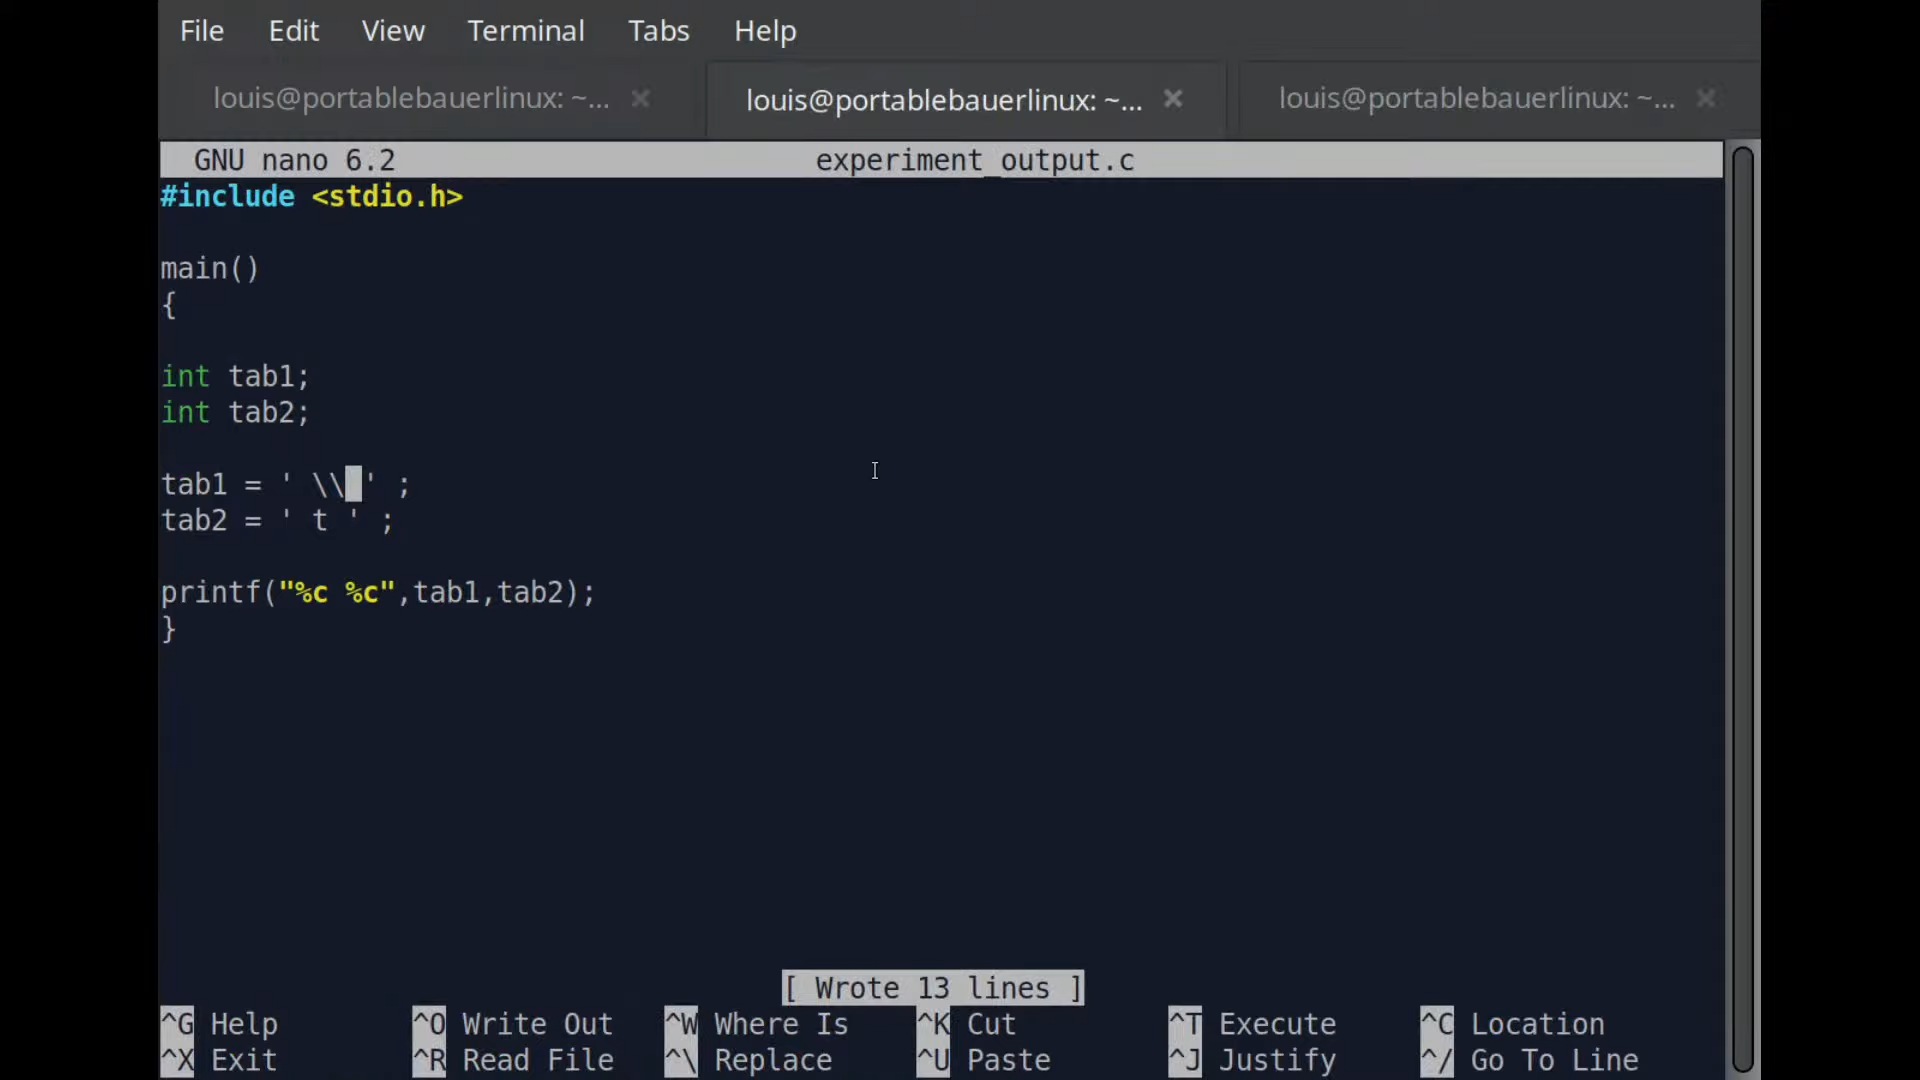 File Edit View Terminal Tabs Help
louis@portablebauerlinux: ~... × louis@portablebauerlinux: ~... × louis@portablebauerlinux: ~... ×
GNU nano 6.2 experiment_output.c
#include <stdio.h>
main()
{
int tab1;
int tab2;
tab1 = ' \\ ' ;
tab2 = ' t ' ;
printf("%c %c",tab1,tab2);
}
[ Wrote 13 lines ]
^G Help ^O Write Out ^W Where Is ^K Cut ^T Execute ^C Location
^X Exit ^R Read File ^\ Replace ^U Paste ^J Justify ^/ Go To Line